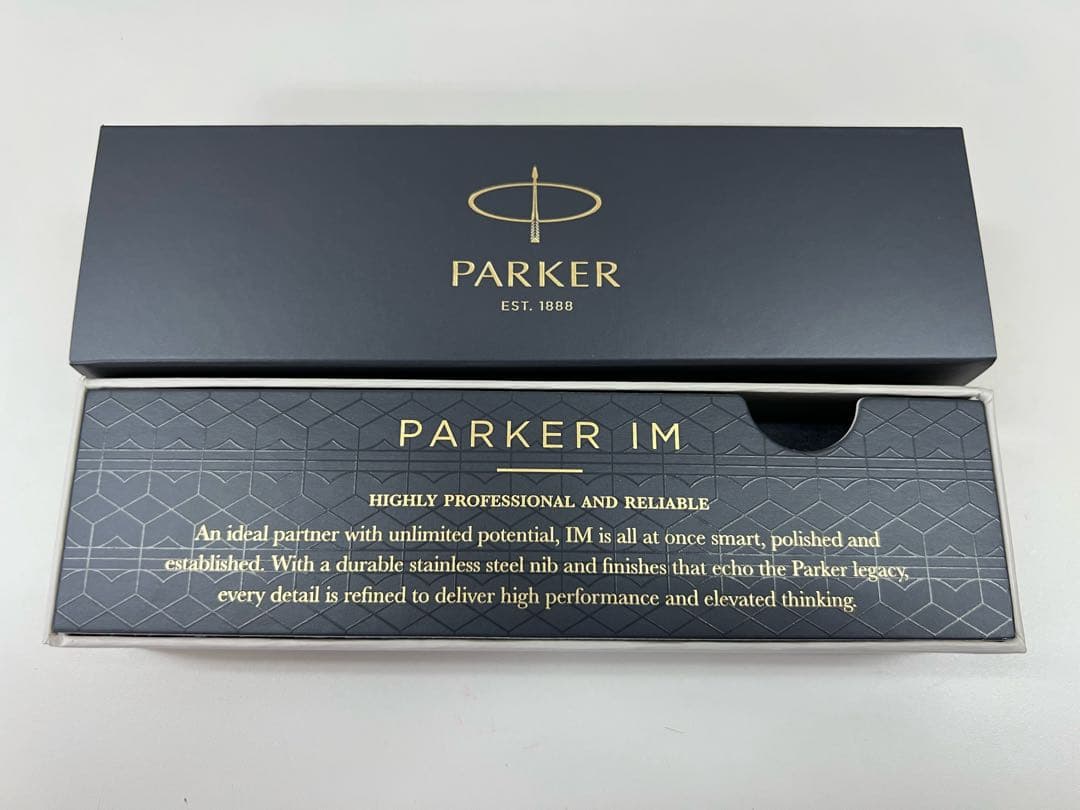 PARKER
EST. 1888
PARKER IM
HIGHLY PROFESSIONAL AND RELIABLE
An ideal partner with unlimited potential, IM is all at once smart, polished and
established. With a durable stainless steel nib and finishes that echo the Parker legacy,
every detail is refined to deliver high performance and elevated thinking.